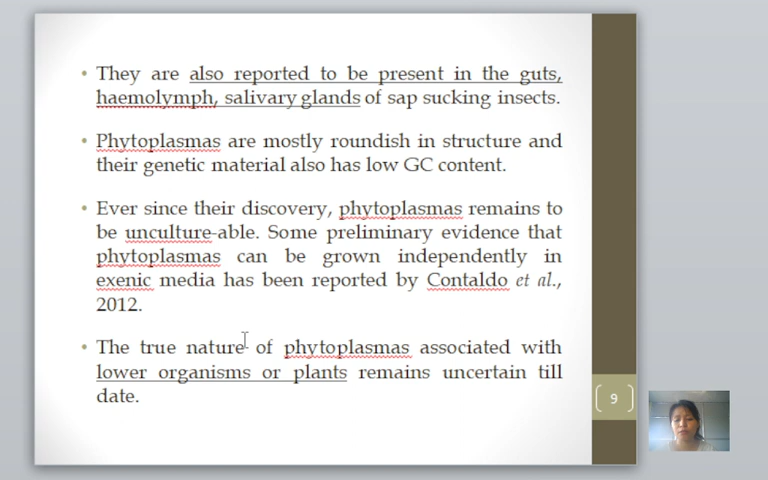 They are also reported to be present in the guts,
haemolymph, salivary glands of sap sucking insects.
Phytoplasmas are mostly roundish in structure and
their genetic material also has low GC content.
Ever since their discovery, phytoplasmas remains to
be unculture-able. Some preliminary evidence that
phytoplasmas can be grown independently in
exenic media has been reported by Contaldo et al.,
2012.
The true nature of phytoplasmas associated with
lower organisms or plants remains uncertain till
date.
9